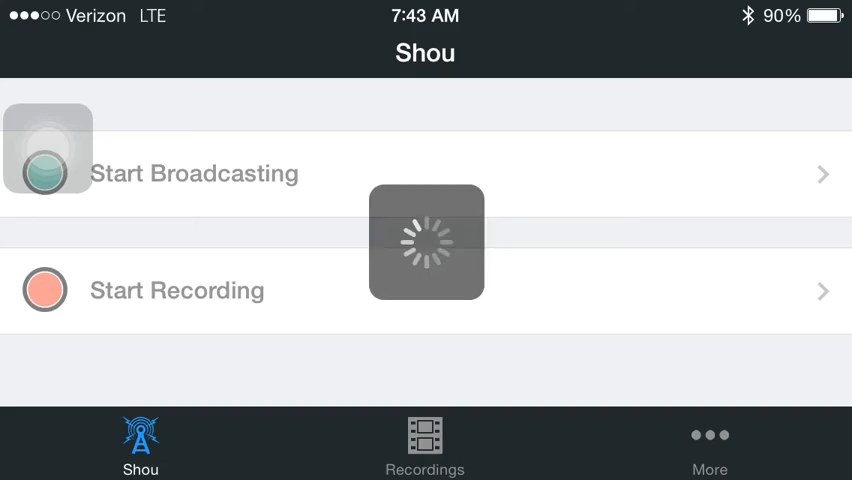 Verizon LTE 7:43 AM 90%
Shou
Start Broadcasting
Start Recording
Shou Recordings More